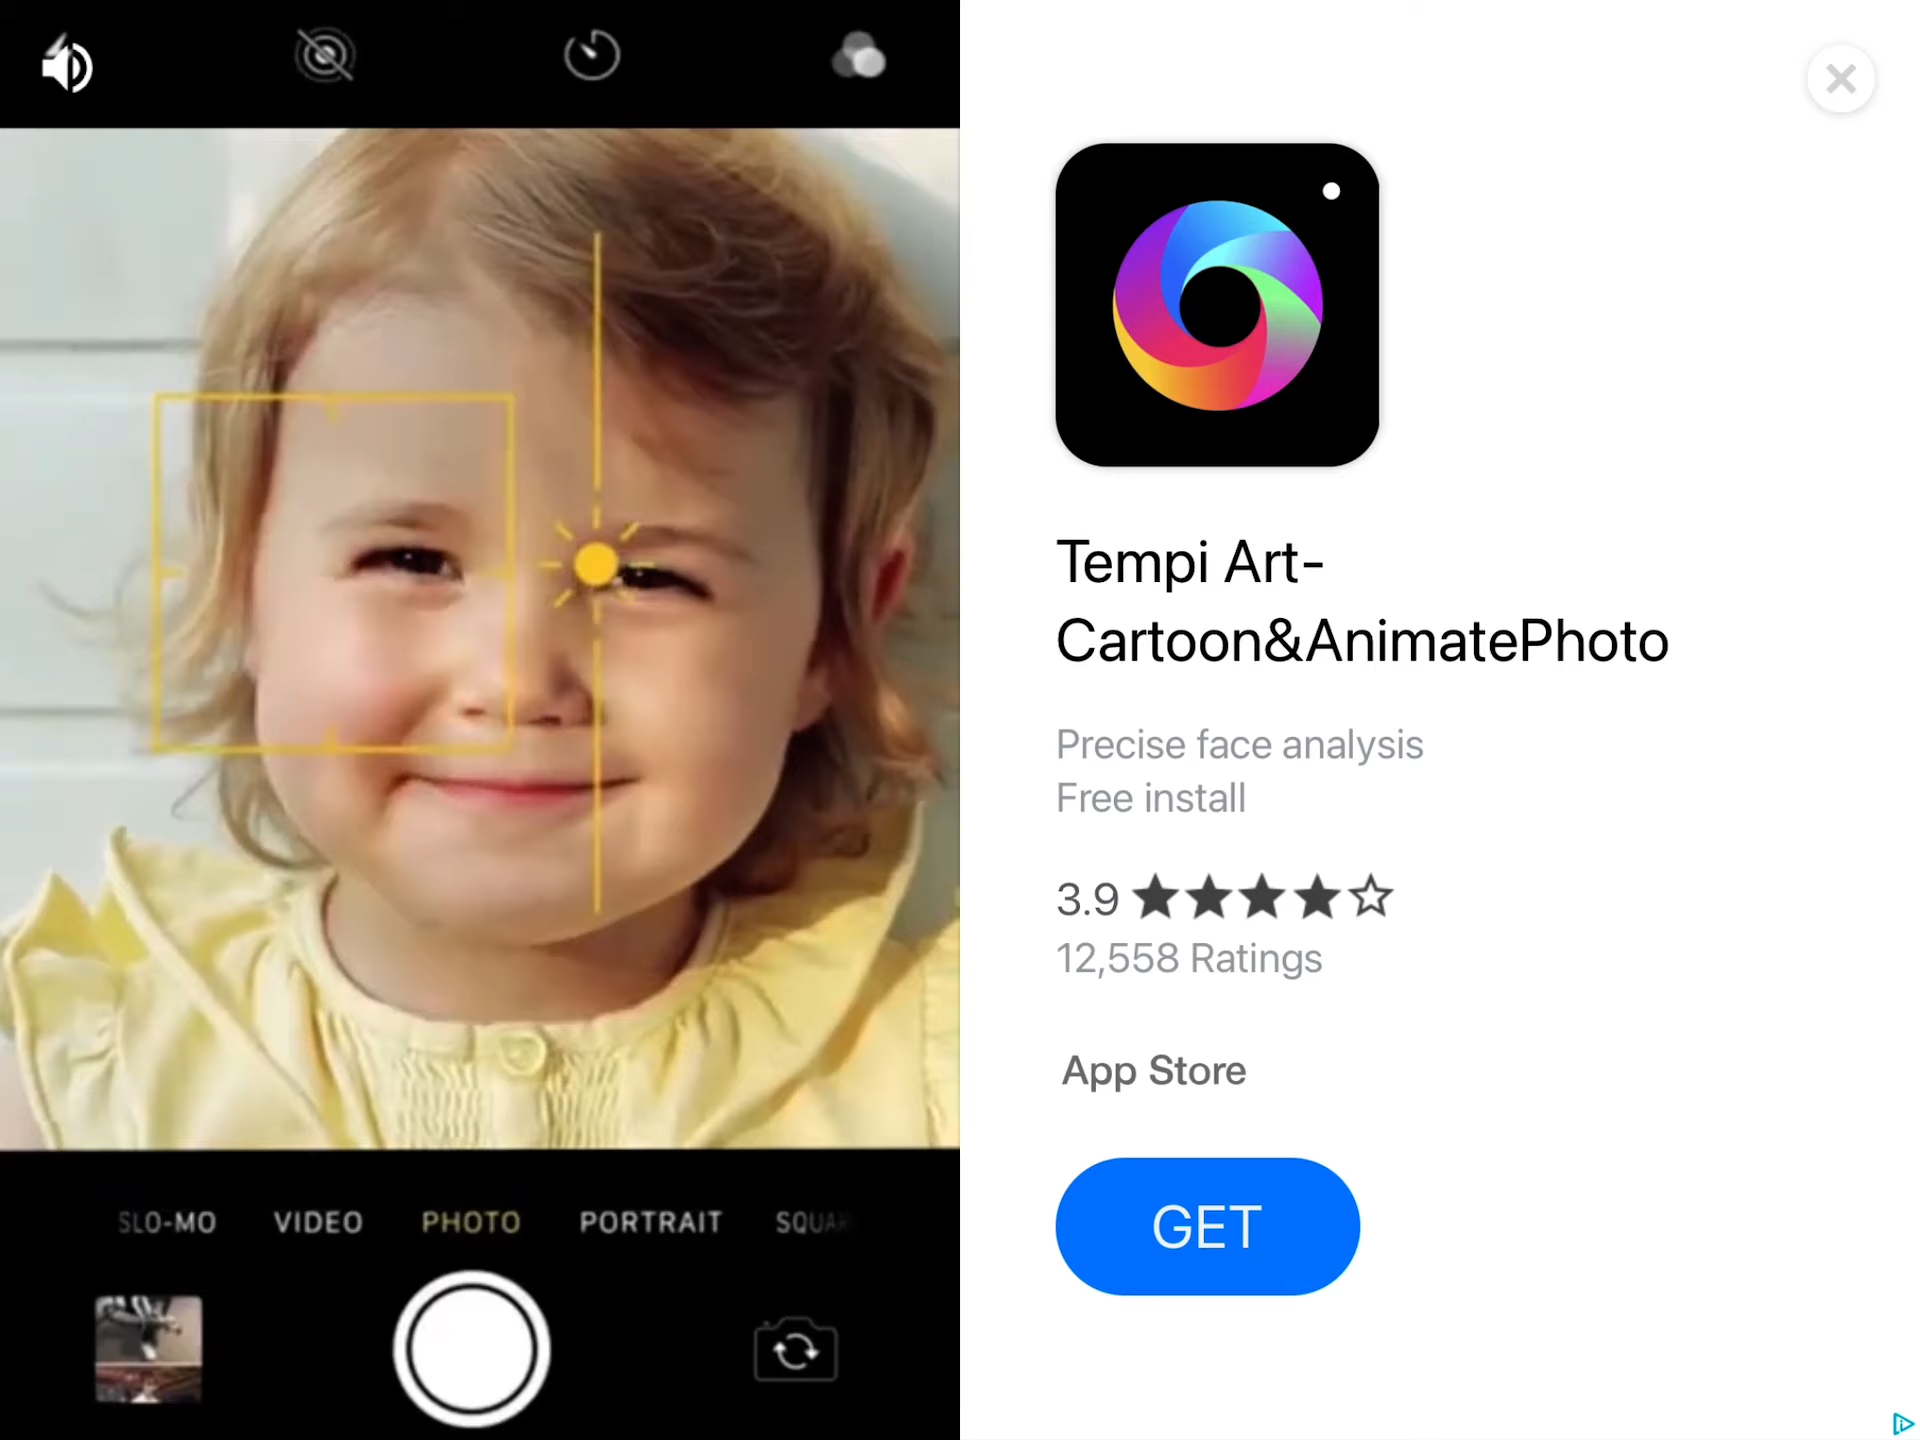 SLO-MO VIDEO PHOTO PORTRAIT SQUAR
Tempi Art-
Cartoon&AnimatePhoto
Precise face analysis
Free install
3.9
12,558 Ratings
App Store
GET